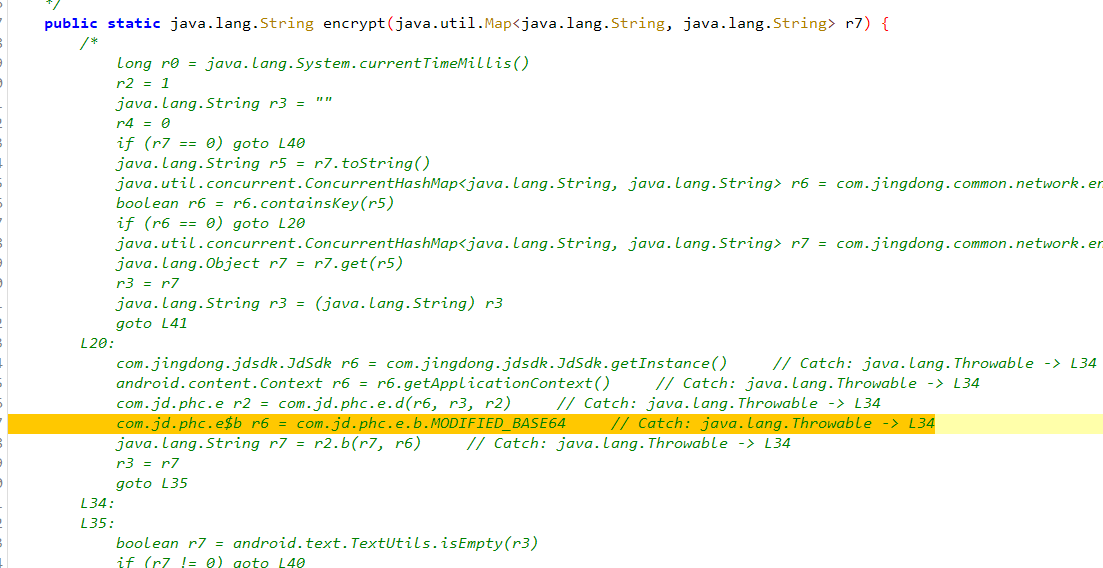 */
public static java.lang.String encrypt(java.util.Map<java.lang.String, java.lang.String> r7) {
/*
long r0 = java.lang.System.currentTimeMillis()
r2 = 1
java.lang.String r3 = ""
r4 = 0
if (r7 == 0) goto L40
java.lang.String r5 = r7.toString()
java.util.concurrent.ConcurrentHashMap<java.lang.String, java.lang.String> r6 = com.jingdong.common.network.en
boolean r6 = r6.containsKey(r5)
if (r6 == 0) goto L20
java.util.concurrent.ConcurrentHashMap<java.lang.String, java.lang.String> r7 = com.jingdong.common.network.en
java.lang.Object r7 = r7.get(r5)
r3 = r7
java.lang.String r3 = (java.lang.String) r3
goto L41
L20:
com.jingdong.jdsdk.JdSdk r6 = com.jingdong.jdsdk.JdSdk.getInstance() // Catch: java.lang.Throwable -> L34
android.content.Context r6 = r6.getApplicationContext() // Catch: java.lang.Throwable -> L34
com.jd.phc.e r2 = com.jd.phc.e.d(r6, r3, r2) // Catch: java.lang.Throwable -> L34
com.jd.phc.e$b r6 = com.jd.phc.e.b.MODIFIED_BASE64 // Catch: java.lang.Throwable -> L34
java.lang.String r7 = r2.b(r7, r6) // Catch: java.lang.Throwable -> L34
r3 = r7
goto L35
L34:
L35:
boolean r7 = android.text.TextUtils.isEmpty(r3)
if (r7 != 0) goto L40